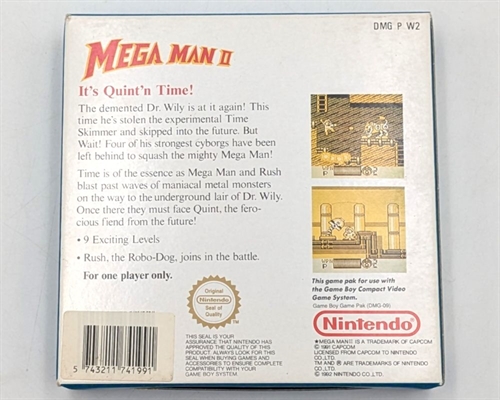 DMG P W2
MEGA MAN II
It's Quint'n Time!
The demented Dr. Wily is at it again! This
time he's stolen the experimental Time
Skimmer and skipped into the future. But
Wait! Four of his strongest cyborgs have been
left behind to squash the mighty Mega Man!
Time is of the essence as Mega Man and Rush
blast past waves of maniacal metal monsters
on the way to the underground lair of Dr. Wily.
Once there they must face Quint, the fero-
cious fiend from the future!
• 9 Exciting Levels
• Rush, the Robo-Dog, joins in the battle.
For one player only.
P 2
P 2
Original
Nintendo
Seal of
Quality
THIS SEAL IS YOUR
ASSURANCE THAT NINTENDO HAS
APPROVED THE QUALITY OF THIS
PRODUCT. ALWAYS LOOK FOR THIS
SEAL WHEN BUYING GAMES AND
ACCESSORIES TO ENSURE COMPLETE
COMPATIBILITY WITH YOUR
GAME BOY SYSTEM.
5 743211 741991
This game pak for use with
the Game Boy Compact Video
Game System.
Game Boy Game Pak (DMG-09)
Nintendo
★MEGA MAN II IS A TRADEMARK OF CAPCOM
© 1991 CAPCOM
LICENSED FROM CAPCOM TO NINTENDO
CO.,LTD.
TM AND ® ARE TRADEMARKS OF NINTENDO
CO.,LTD.
© 1992 NINTENDO CO.,LTD.